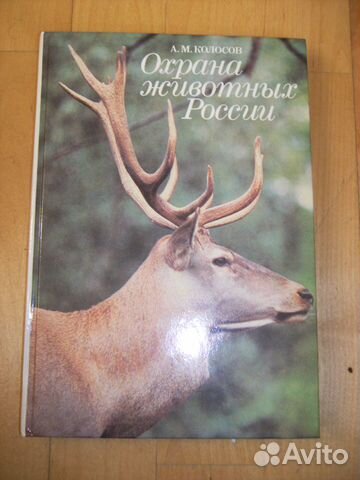 А. М. КОЛОСОВ
Охрана
животных
России
Avito